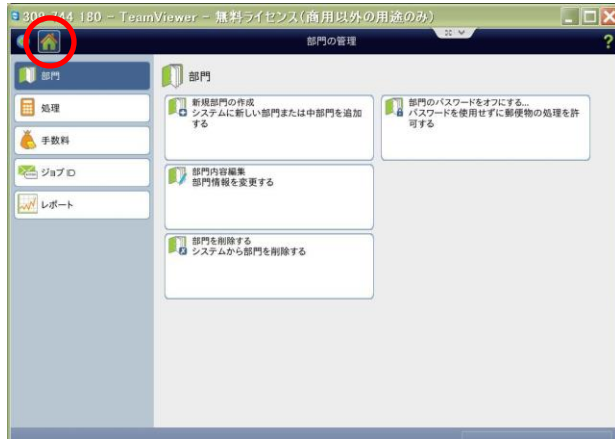 308 744 180 - TeamViewer - 無料ライセンス(商用以外の用途のみ)
部門の管理
?
部門
処理
手数料
ジョブ ID
レポート
部門
新規部門の作成
システムに新しい部門または中部門を追加
する
部門のパスワードをオフにする...
パスワードを使用せずに郵便物の処理を許
可する
部門内容編集
部門情報を変更する
部門を削除する
システムから部門を削除する